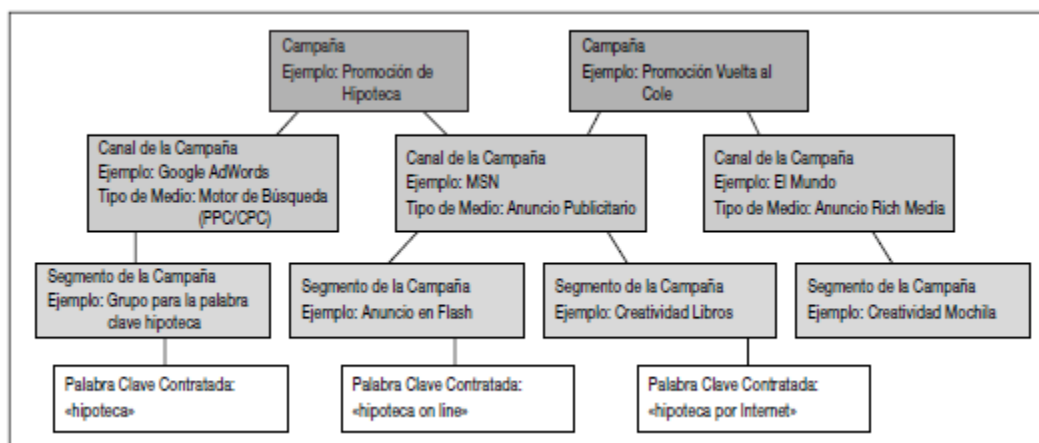 Campaña
Ejemplo: Promoción de
Hipoteca
Campaña
Ejemplo: Promoción Vuelta al
Cole
Canal de la Campaña
Ejemplo: Google AdWords
Tipo de Medio: Motor de Búsqueda
(PPC/CPC)
Canal de la Campaña
Ejemplo: MSN
Tipo de Medio: Anuncio Publicitario
Canal de la Campaña
Ejemplo: El Mundo
Tipo de Medio: Anuncio Rich Media
Segmento de la Campaña
Ejemplo: Grupo para la palabra
clave hipoteca
Segmento de la Campaña
Ejemplo: Anuncio en Flash
Segmento de la Campaña
Ejemplo: Creatividad Libros
Segmento de la Campaña
Ejemplo: Creatividad Mochila
Palabra Clave Contratada:
«hipoteca»
Palabra Clave Contratada:
«hipoteca on line»
Palabra Clave Contratada:
«hipoteca por Internet»